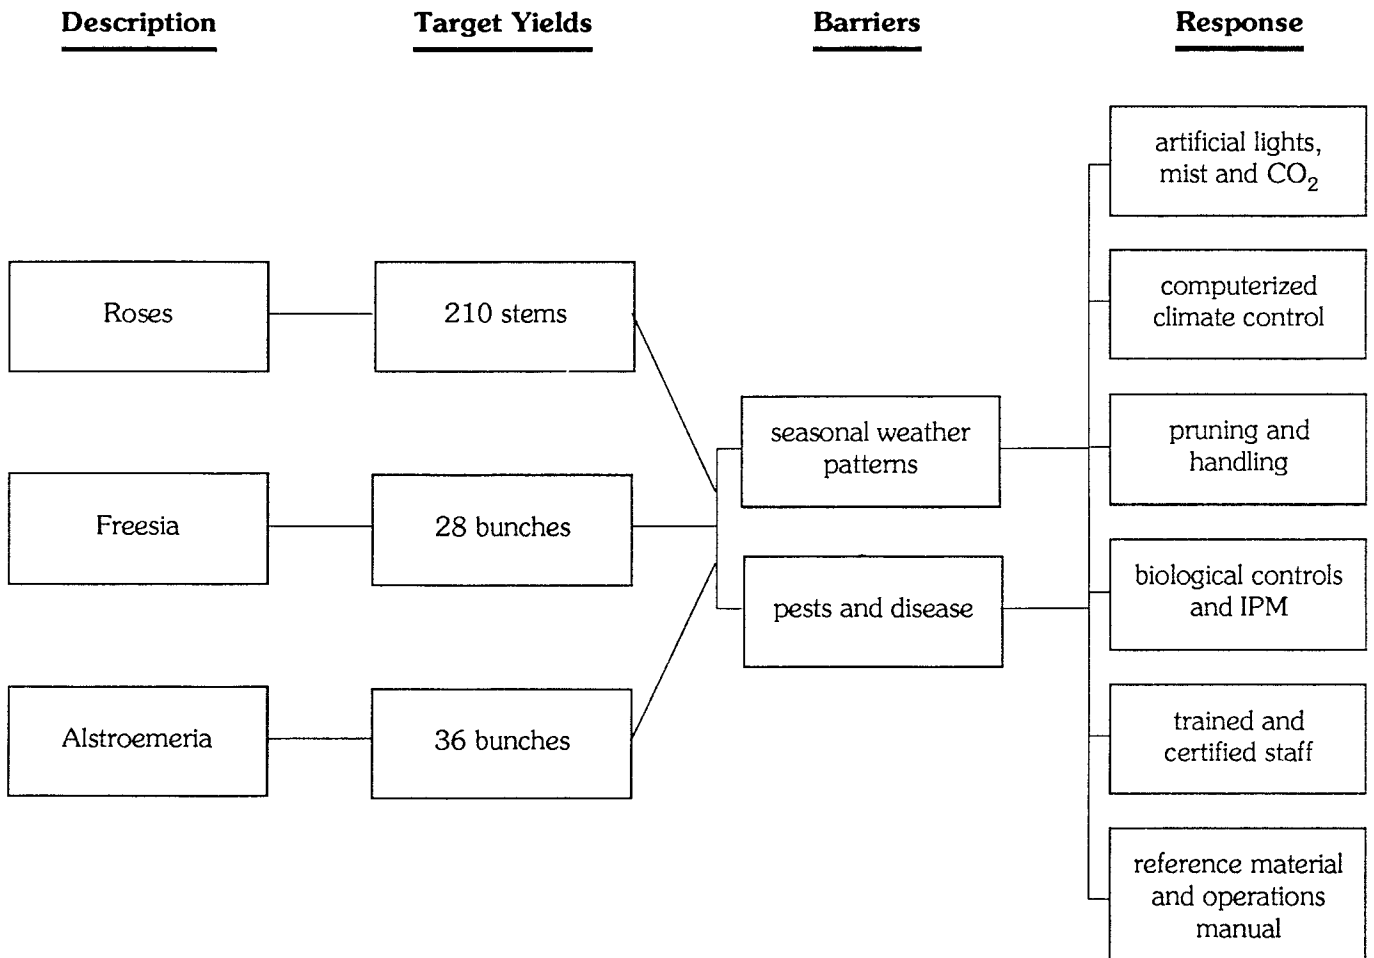 Description
Target Yields
Barriers
Response
artificial lights,
mist and CO₂
computerized
climate control
Roses
210 stems
seasonal weather
patterns
pruning and
handling
Freesia
28 bunches
pests and disease
biological controls
and IPM
Alstroemeria
36 bunches
trained and
certified staff
reference material
and operations
manual